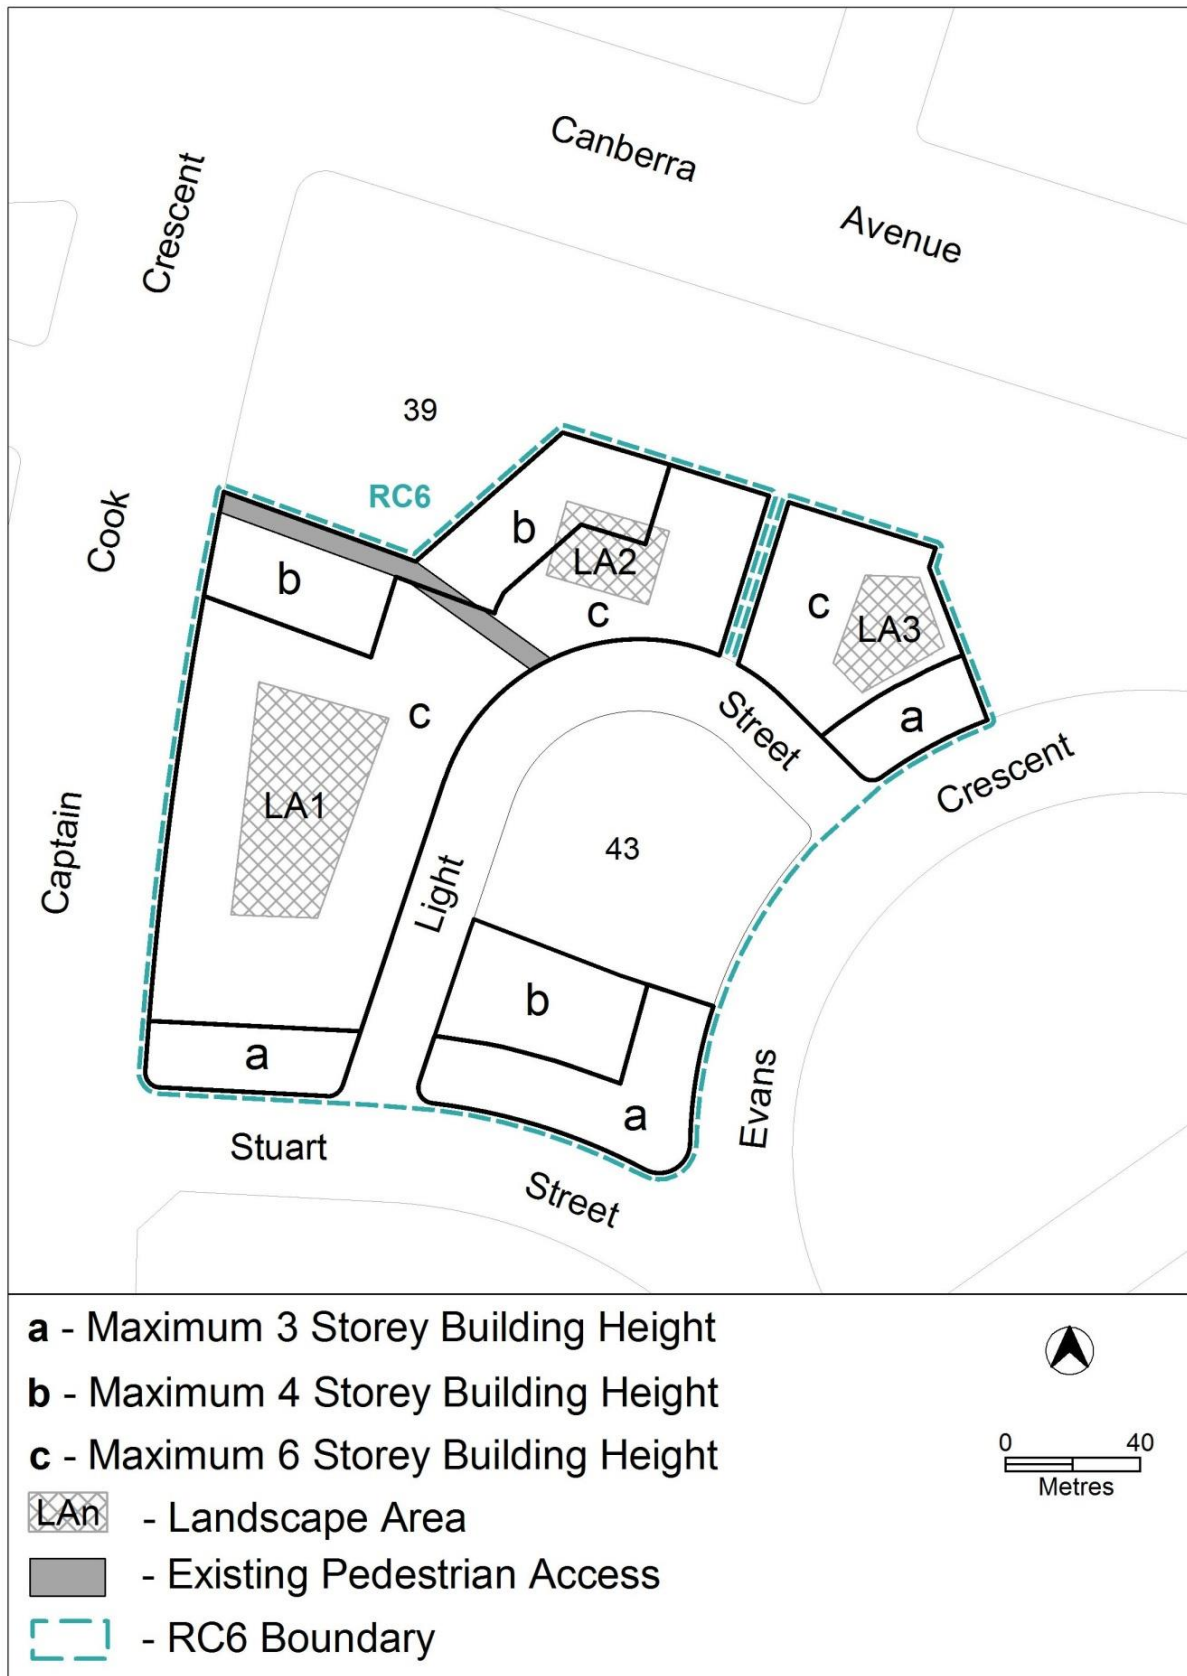 Canberra
Avenue
Crescent
Cook
Captain
39
RC6
b
b
LA2
c
c
LA3
a
Street
Crescent
c
LA1
43
Light
b
a
a
Evans
Stuart
Street
a - Maximum 3 Storey Building Height
b - Maximum 4 Storey Building Height
c - Maximum 6 Storey Building Height
LAn - Landscape Area
- Existing Pedestrian Access
- RC6 Boundary
0 40
Metres